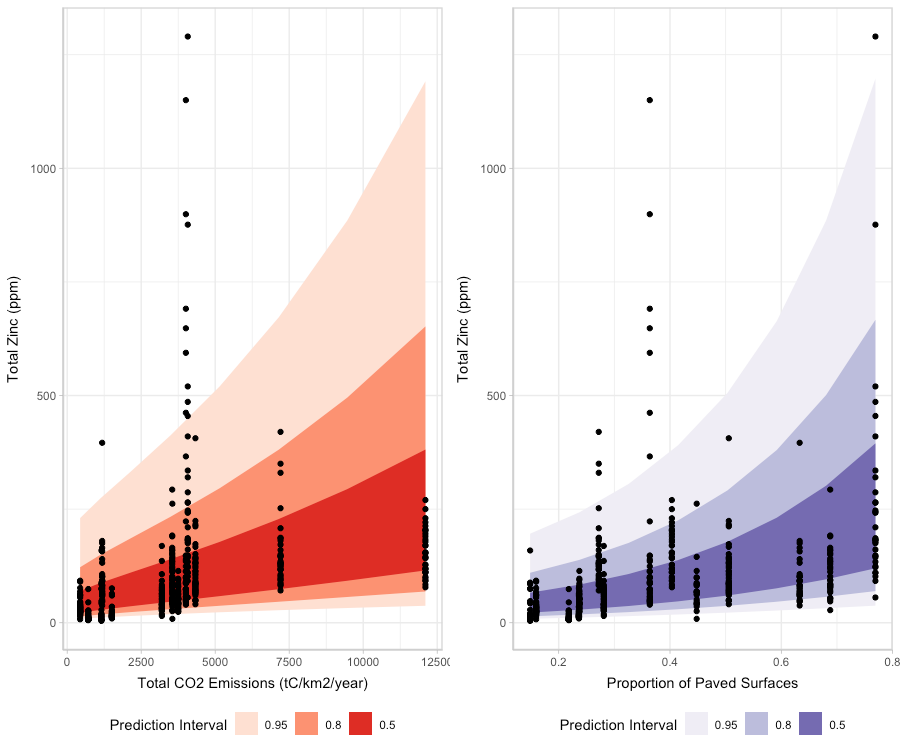 Total Zinc (ppm)
1000
500
0
0 2500 5000 7500 10000 1250
Total CO2 Emissions (tC/km2/year)
Prediction Interval 0.95 0.8 0.5
Total Zinc (ppm)
1000
500
0
0.2 0.4 0.6 0.8
Proportion of Paved Surfaces
Prediction Interval 0.95 0.8 0.5